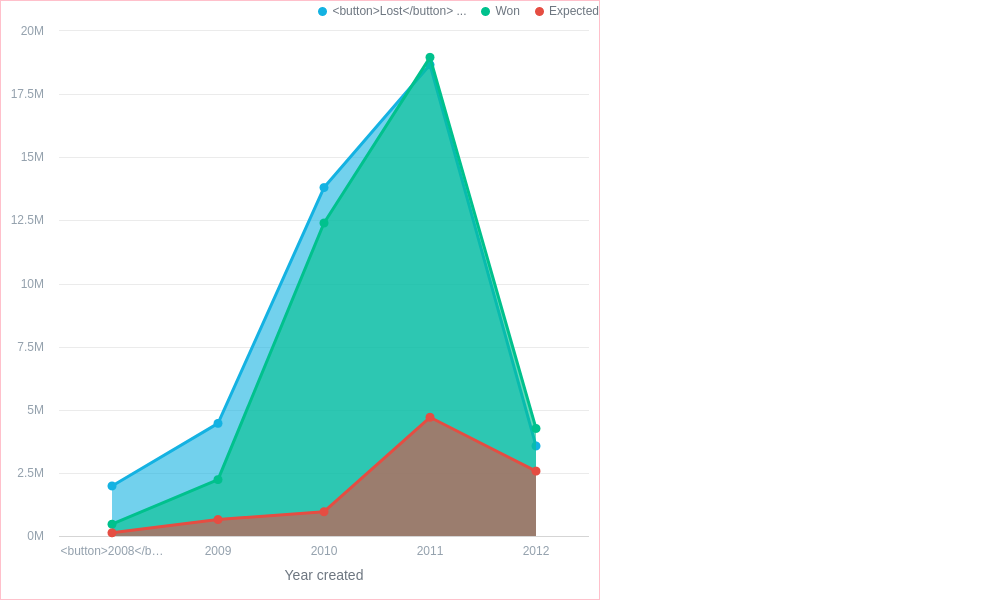 <button>Lost</button> ... Won Expected
20M
17.5M
15M
12.5M
10M
7.5M
5M
2.5M
0M
<button>2008</b… 2009 2010 2011 2012
Year created